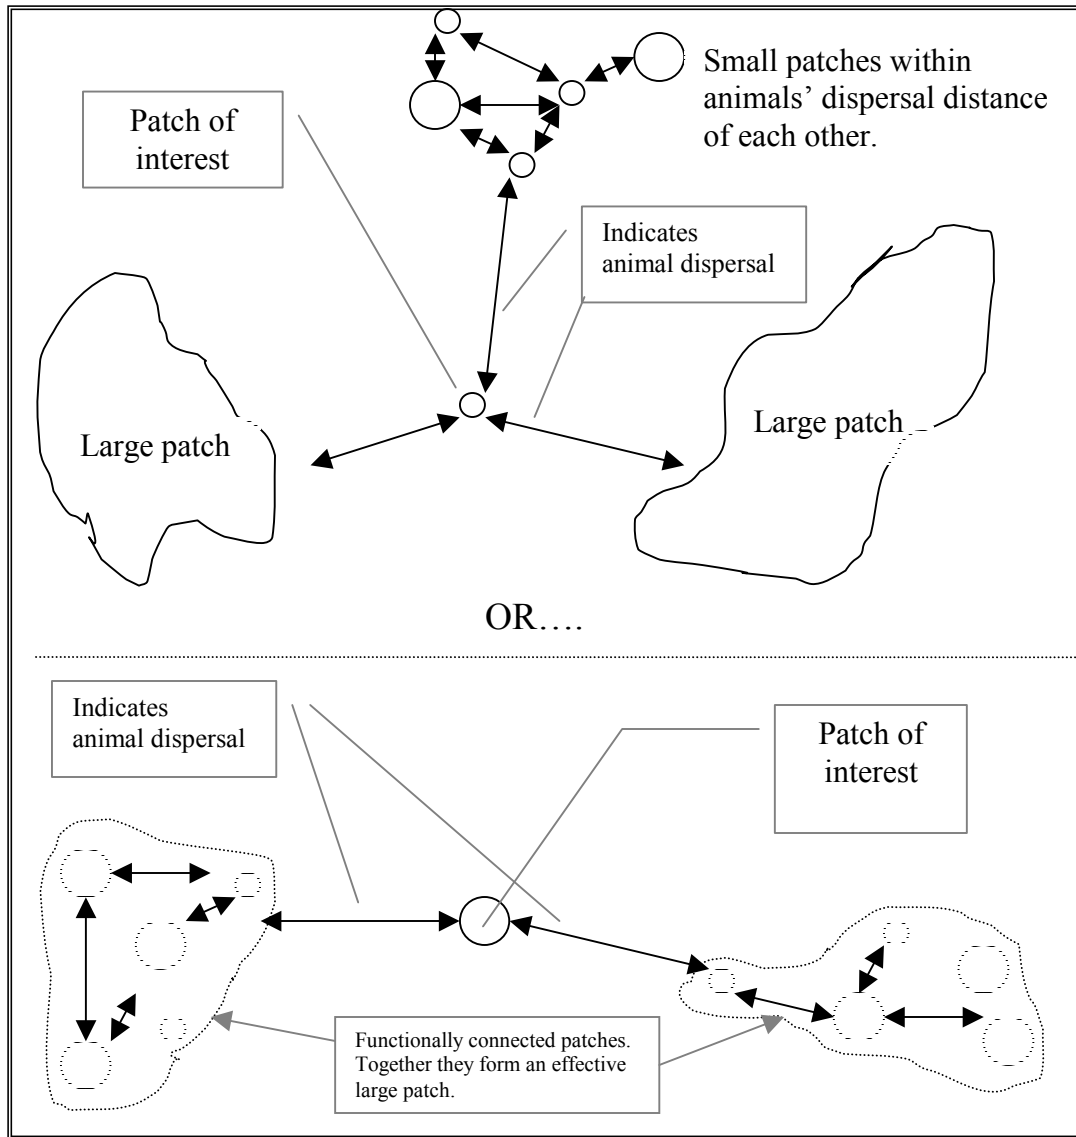 Small patches within
animals’ dispersal distance
of each other.
Patch of
interest
Indicates
animal dispersal
Large patch
Large patch
OR….
Indicates
animal dispersal
Patch of
interest
Functionally connected patches.
Together they form an effective
large patch.